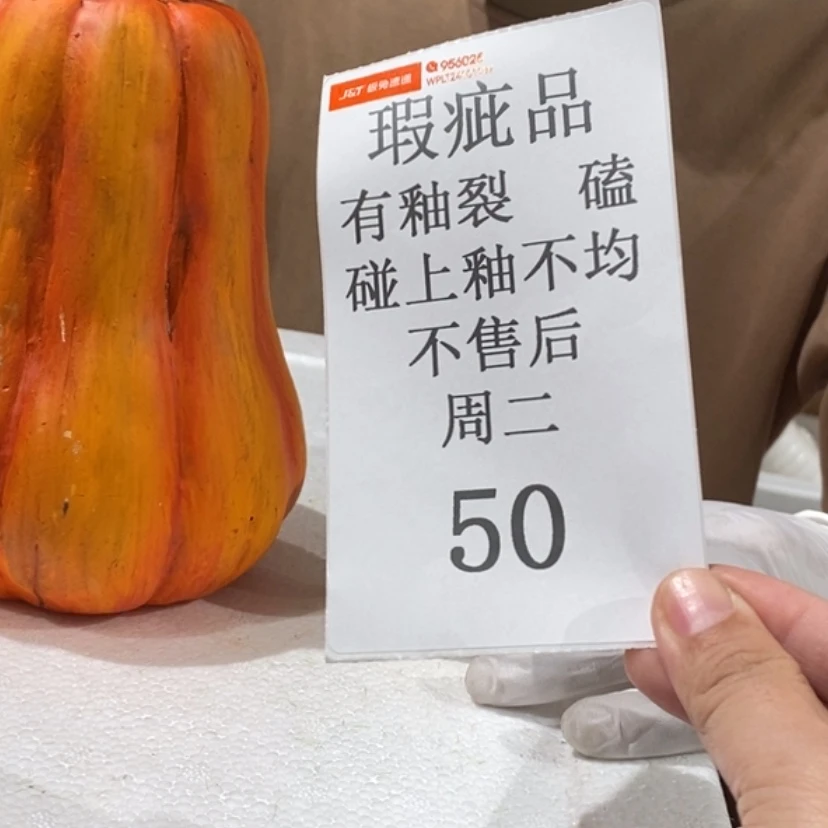 J&T 极兔速递
956025
瑕疵品
有釉裂 磕
碰上釉不均
不售后
周二
50